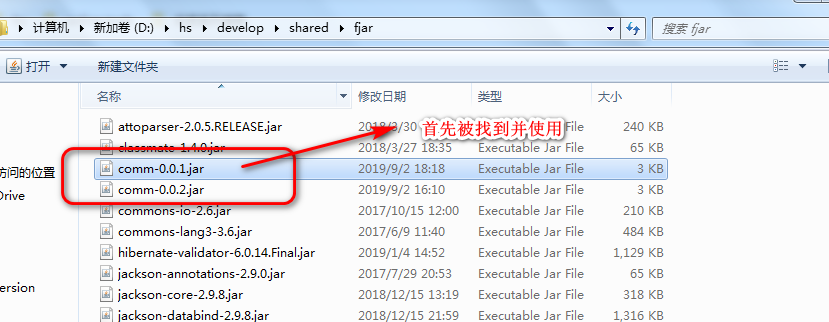 计算机 ▸ 新加卷 (D:) ▸ hs ▸ develop ▸ shared ▸ fjar
搜索 fjar
打开 新建文件夹
名称 修改日期 类型 大小
attoparser-2.0.5.RELEASE.jar 2018/3/30 Executable Jar File 240 KB
首先被找到并使用
classmate-1.4.0.jar 2018/3/27 18:35 Executable Jar File 65 KB
访问的位置
comm-0.0.1.jar 2019/9/2 18:18 Executable Jar File 3 KB
Drive
comm-0.0.2.jar 2019/9/2 16:10 Executable Jar File 3 KB
commons-io-2.6.jar 2017/10/15 12:00 Executable Jar File 210 KB
commons-lang3-3.6.jar 2017/6/9 11:40 Executable Jar File 484 KB
hibernate-validator-6.0.14.Final.jar 2019/1/4 14:52 Executable Jar File 1,129 KB
jackson-annotations-2.9.0.jar 2017/7/29 20:53 Executable Jar File 65 KB
ersion
jackson-core-2.9.8.jar 2018/12/15 13:19 Executable Jar File 318 KB
jackson-databind-2.9.8.jar 2018/12/15 21:59 Executable Jar File 1,316 KB